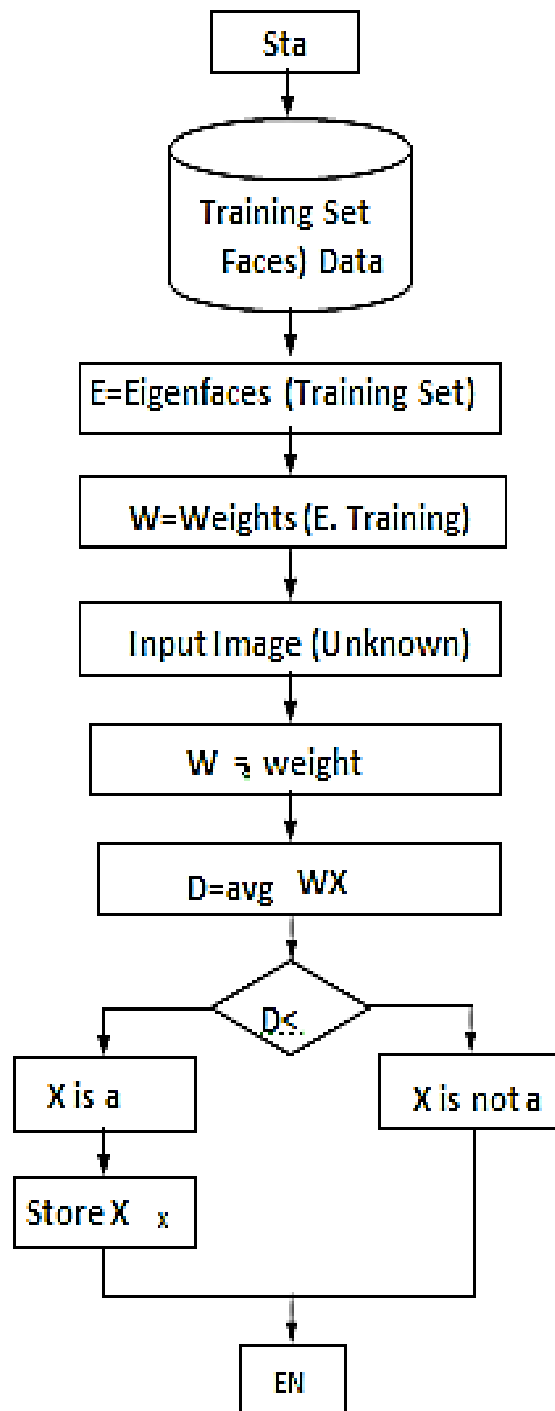 Sta
Training Set
Faces) Data
E=Eigenfaces (Training Set)
W=Weights (E. Training)
Input Image (Unknown)
W = weight
D=avg WX
D<.
X is a
X is not a
Store X x
EN